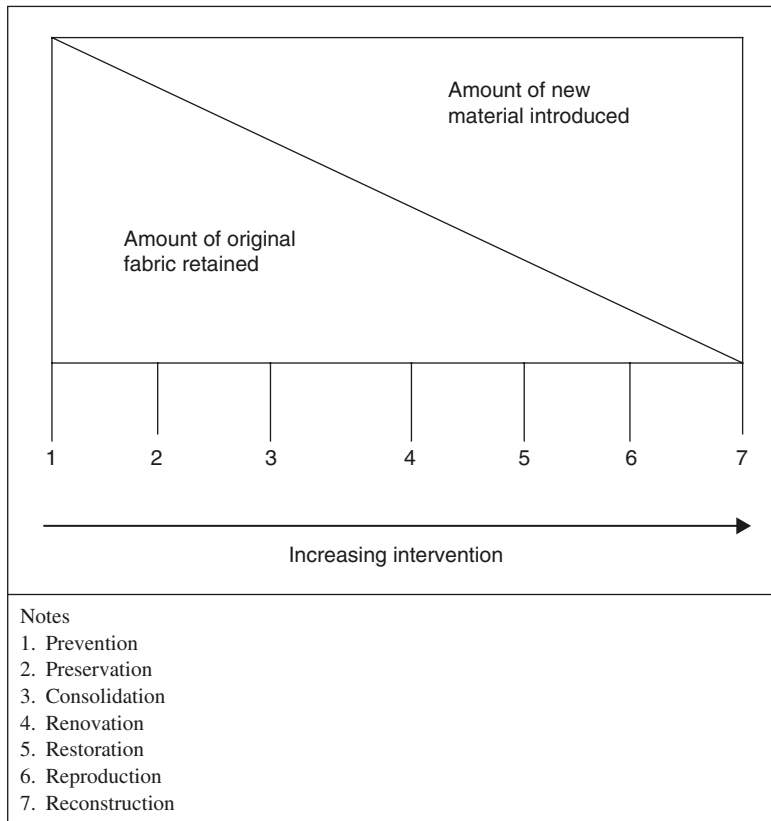 Amount of new
material introduced
Amount of original
fabric retained
1 2 3 4 5 6 7
Increasing intervention
Notes
1. Prevention
2. Preservation
3. Consolidation
4. Renovation
5. Restoration
6. Reproduction
7. Reconstruction